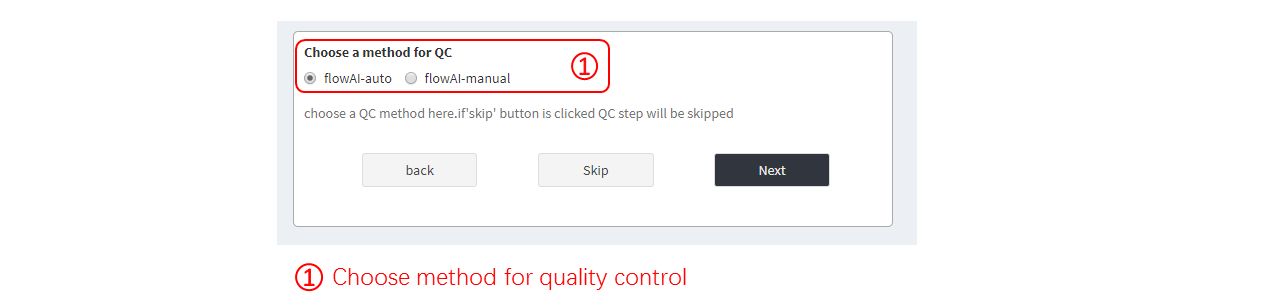 Choose a method for QC
flowAI-auto flowAI-manual
①
choose a QC method here.if'skip' button is clicked QC step will be skipped
back Skip Next
① Choose method for quality control